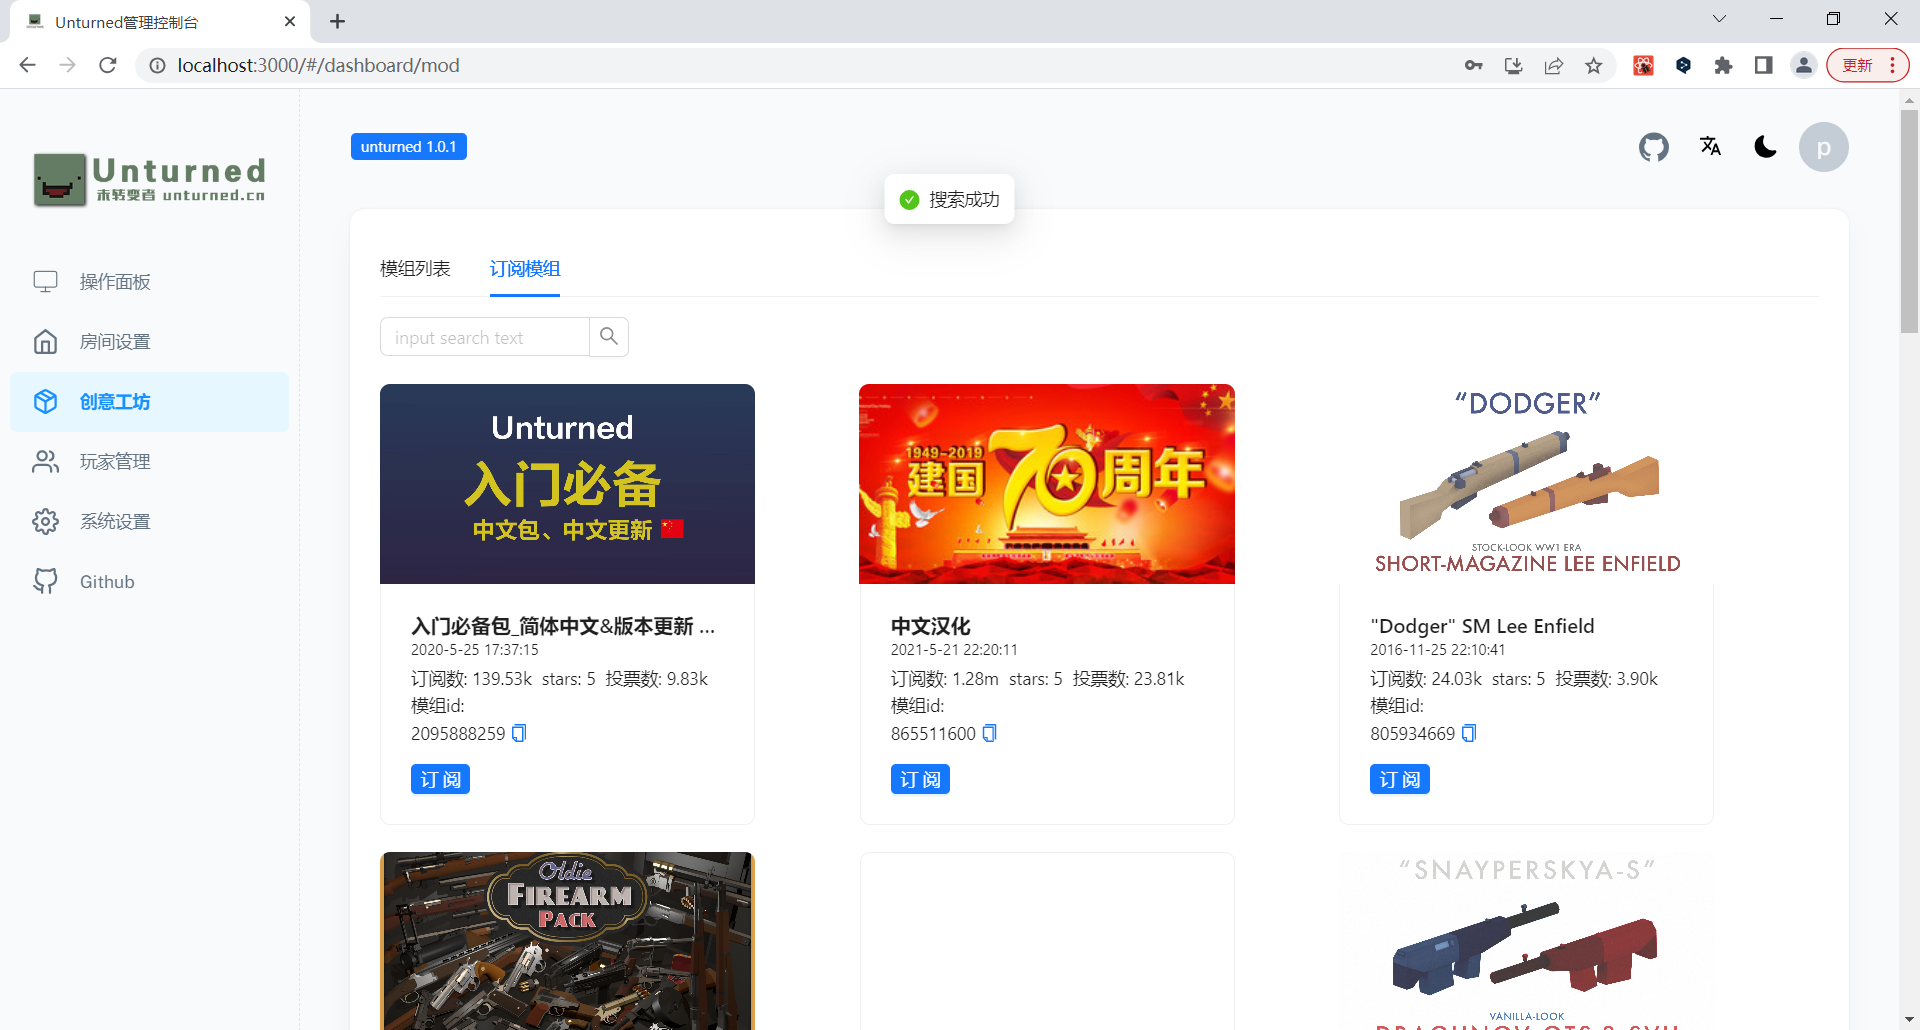 Unturned管理控制台
localhost:3000/#/dashboard/mod
更新
Unturned
未转变者 unturned.cn
unturned 1.0.1
p
搜索成功
操作面板
房间设置
创意工坊
玩家管理
系统设置
Github
模组列表
订阅模组
input search text
Unturned
入门必备
中文包、中文更新
入门必备包_简体中文&版本更新 ...
2020-5-25 17:37:15
订阅数: 139.53k stars: 5 投票数: 9.83k
模组id:
2095888259
订 阅
1949-2019
建国70周年
中文汉化
2021-5-21 22:20:11
订阅数: 1.28m stars: 5 投票数: 23.81k
模组id:
865511600
订 阅
“DODGER”
STOCK-LOOK WW1 ERA
SHORT-MAGAZINE LEE ENFIELD
"Dodger" SM Lee Enfield
2016-11-25 22:10:41
订阅数: 24.03k stars: 5 投票数: 3.90k
模组id:
805934669
订 阅
Oldie
FIREARM
PACK
“SNAYPERSKYA-S”
VANILLA-LOOK